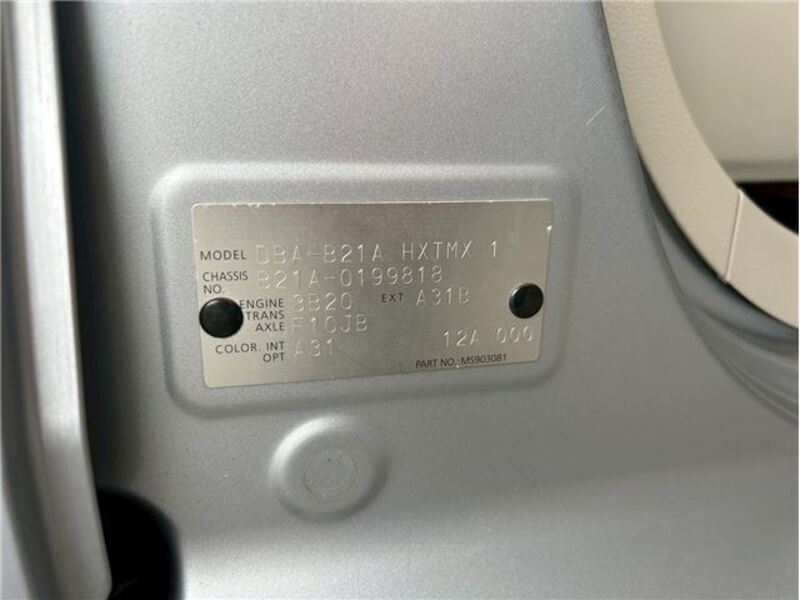 MODEL DBA-B21A HXTMX 1
CHASSIS NO. B21A-0199818
ENGINE 3B20 EXT A31B
TRANS AXLE F1CJB
COLOR. INT A31
OPT 12A 000
PART NO.: MS903081